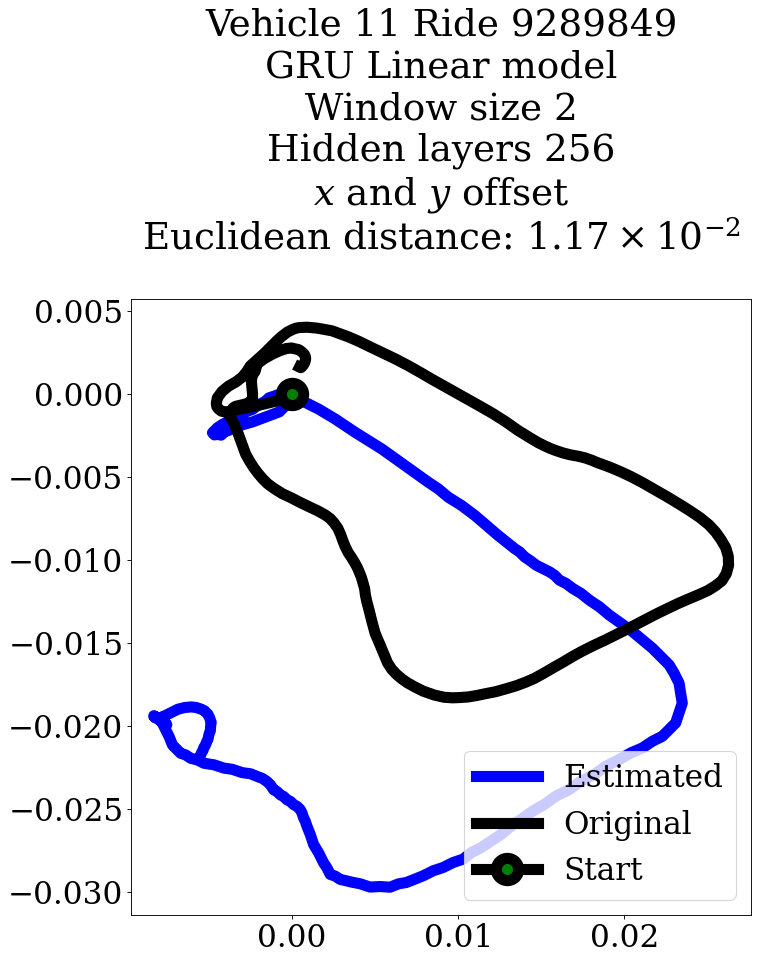 Vehicle 11 Ride 9289849
GRU Linear model
Window size 2
Hidden layers 256
x and y offset
Euclidean distance: 1.17 × 10⁻²
0.005
0.000
−0.005
−0.010
−0.015
−0.020
−0.025
−0.030
Estimated
Original
Start
0.00 0.01 0.02